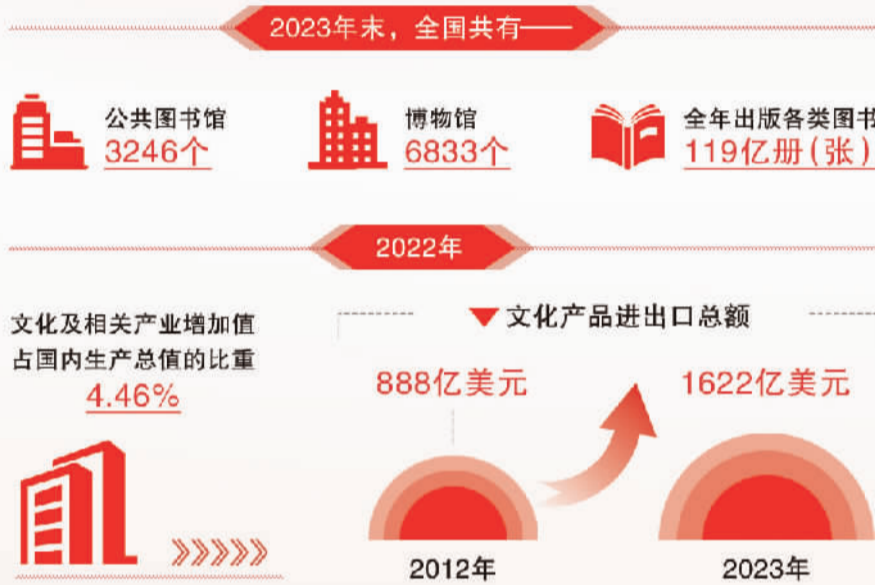 2023年末，全国共有——
公共图书馆
3246个
博物馆
6833个
全年出版各类图书
119亿册(张)
2022年
文化及相关产业增加值
占国内生产总值的比重
4.46%
文化产品进出口总额
888亿美元
1622亿美元
2012年
2023年